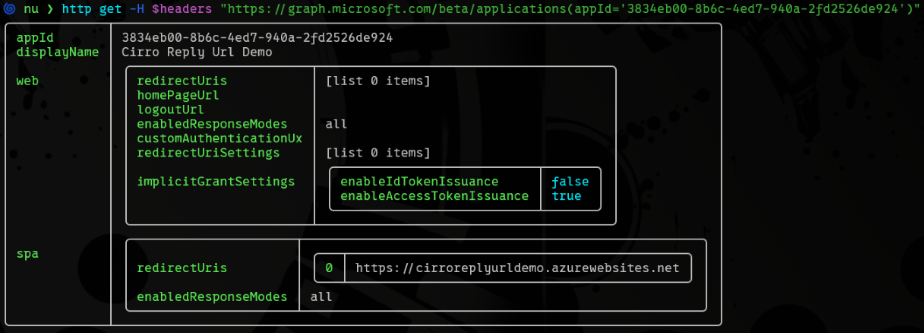 nu ❯ http get -H $headers "https://graph.microsoft.com/beta/applications(appId='3834eb00-8b6c-4ed7-940a-2fd2526de924')"
appId 3834eb00-8b6c-4ed7-940a-2fd2526de924
displayName Cirro Reply Url Demo
web redirectUris [list 0 items]
homePageUrl
logoutUrl
enabledResponseModes all
customAuthenticationUx
redirectUriSettings [list 0 items]
implicitGrantSettings enableIdTokenIssuance false
enableAccessTokenIssuance true
spa
redirectUris 0 https://cirroreplyurldemo.azurewebsites.net
enabledResponseModes all